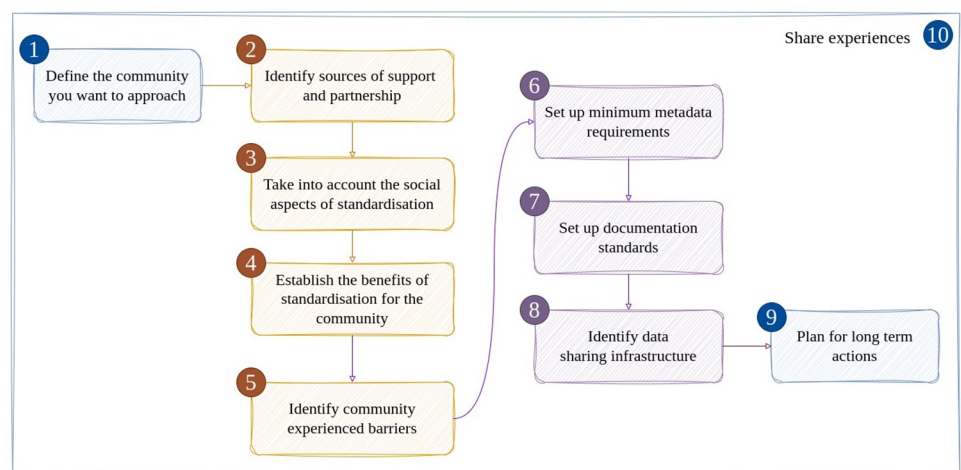 Share experiences
10
1
Define the community
you want to approach
2
Identify sources of support
and partnership
3
Take into account the social
aspects of standardisation
4
Establish the benefits of
standardisation for the
community
5
Identify community
experienced barriers
6
Set up minimum metadata
requirements
7
Set up documentation
standards
8
Identify data
sharing infrastructure
9
Plan for long term
actions